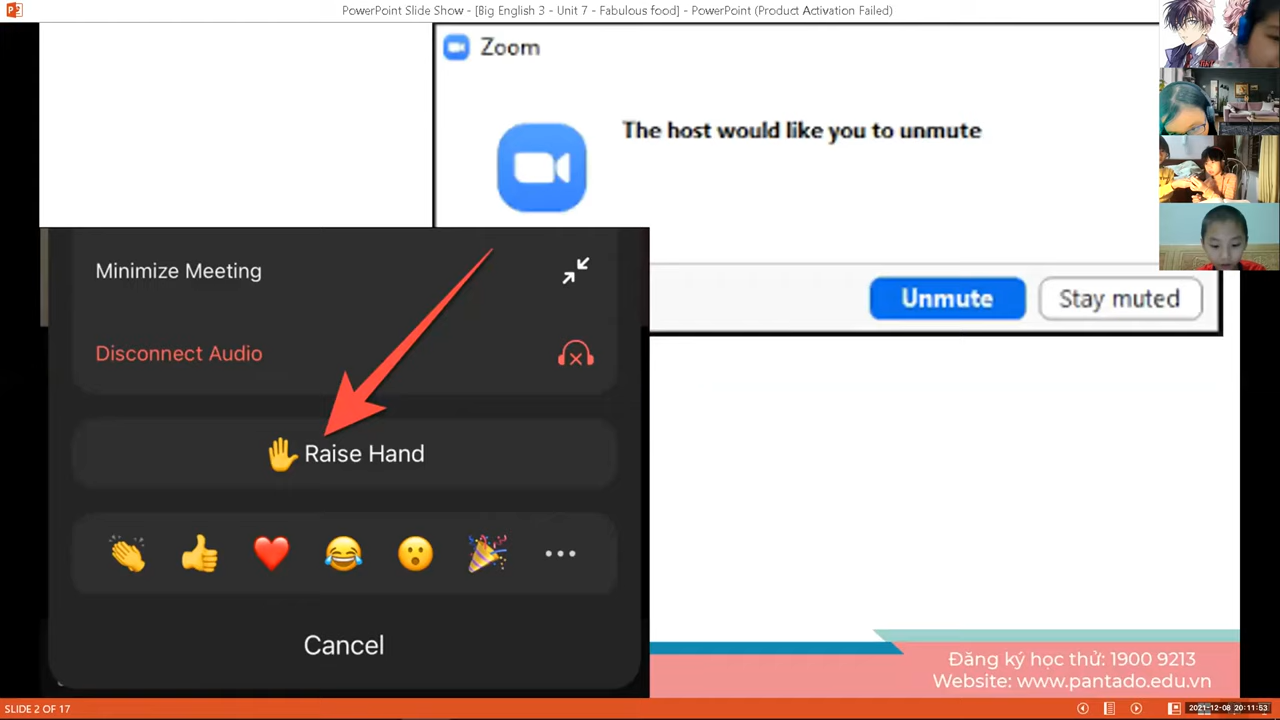 PowerPoint Slide Show - [Big English 3 - Unit 7 - Fabulous food] - PowerPoint (Product Activation Failed)
Zoom
The host would like you to unmute
Unmute
Stay muted
Minimize Meeting
Disconnect Audio
Raise Hand
Cancel
Đăng ký học thử: 1900 9213
Website: www.pantado.edu.vn
SLIDE 2 OF 17
2021-12-08 20:11:53